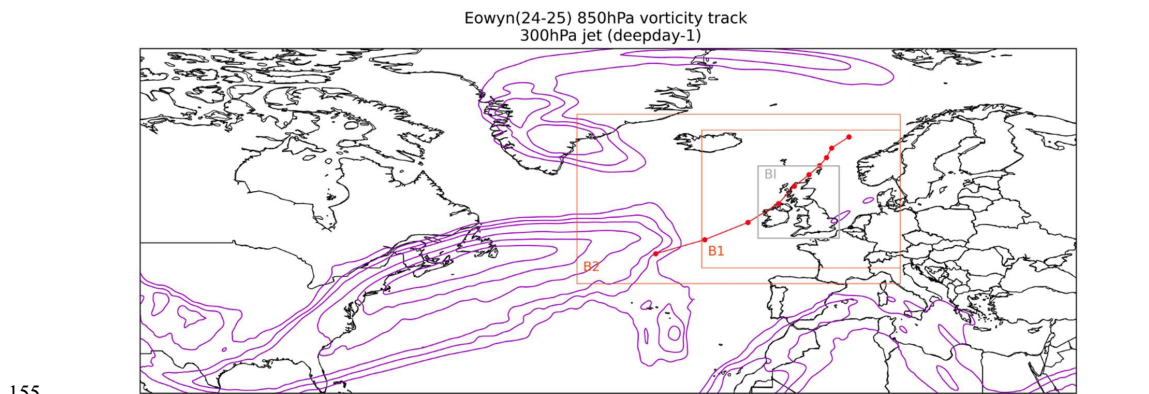 Eowyn(24-25) 850hPa vorticity track
300hPa jet (deepday-1)
BI
B1
B2
155